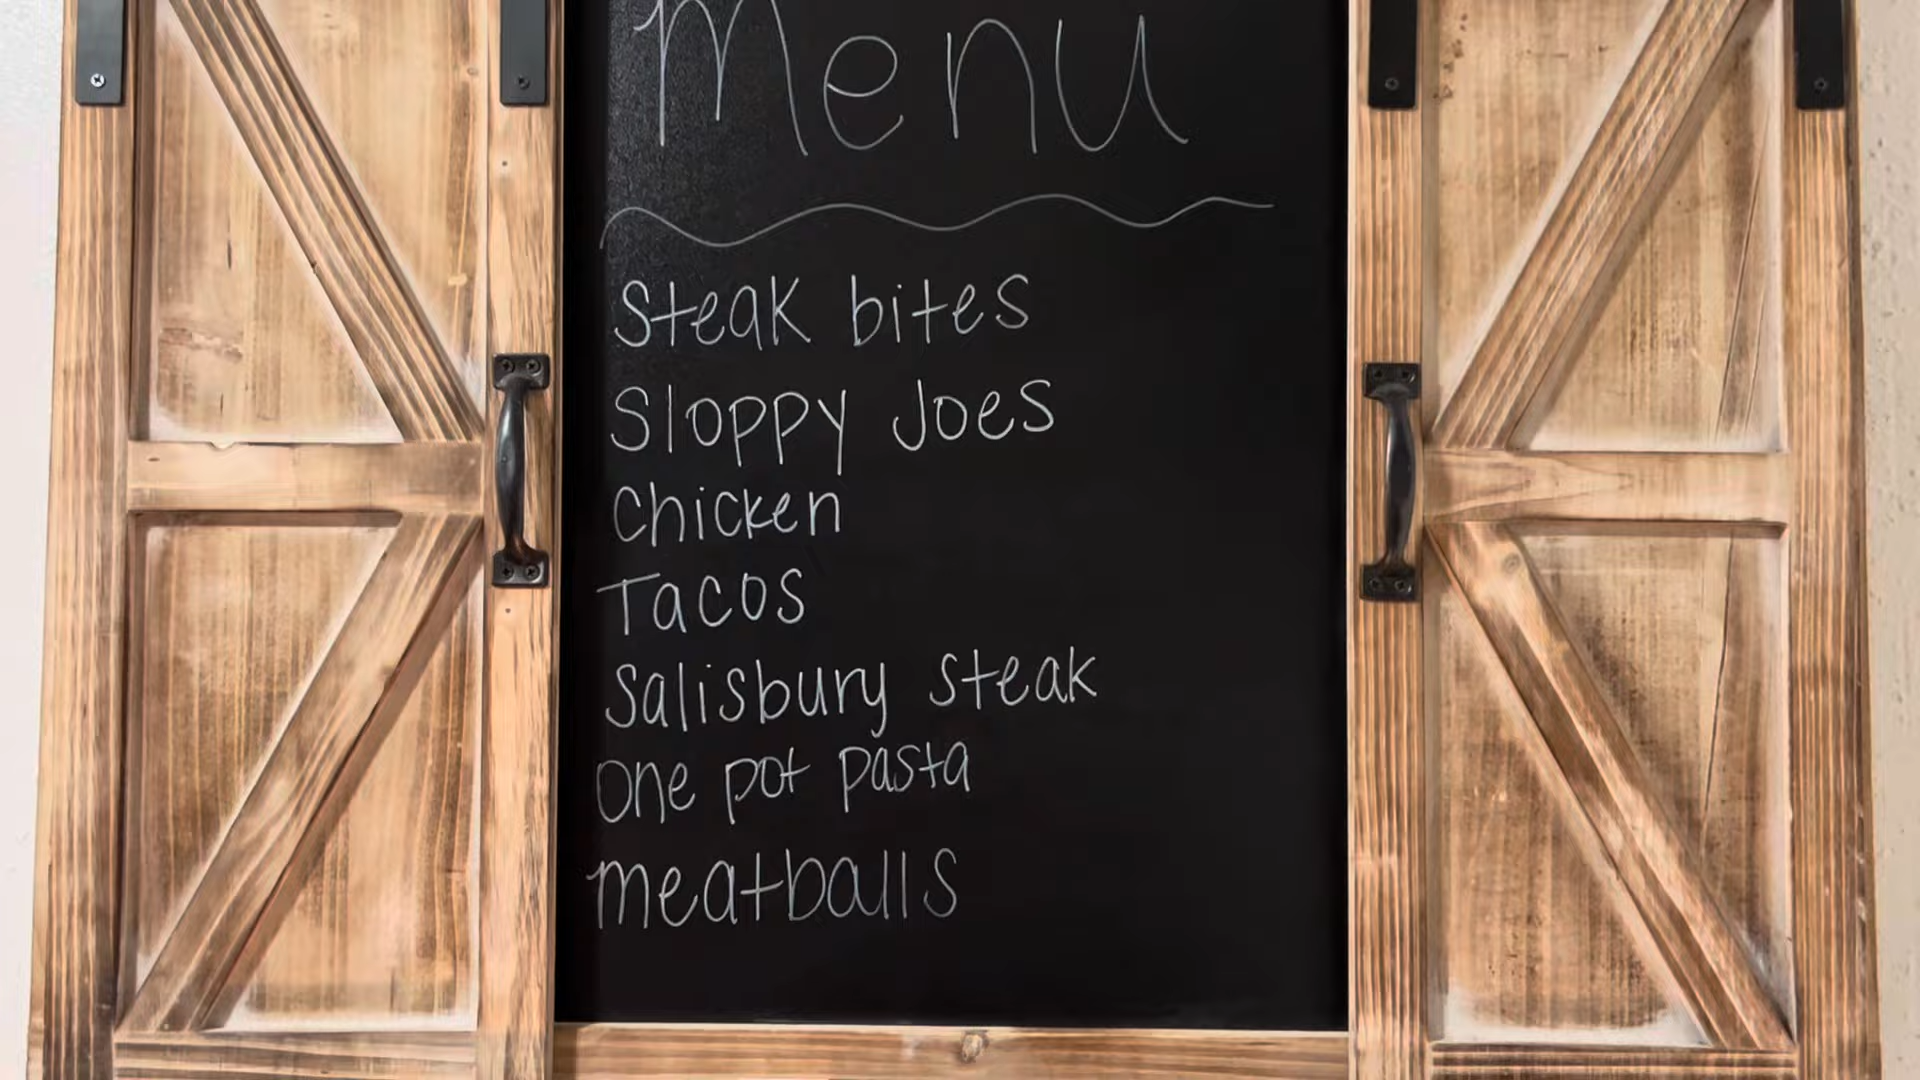 Menu
Steak bites
Sloppy Joes
Chicken
Tacos
Salisbury steak
One pot pasta
meatballs